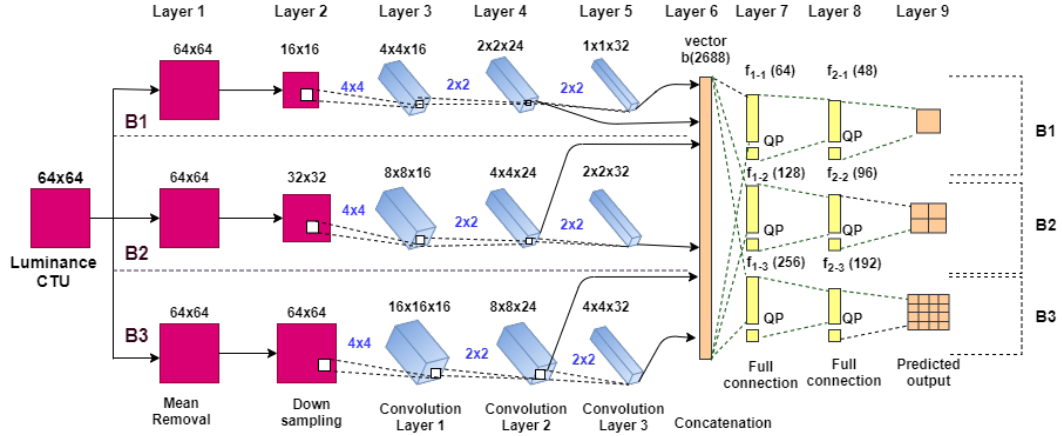 Layer 1 Layer 2 Layer 3 Layer 4 Layer 5 Layer 6 Layer 7 Layer 8 Layer 9
64x64 16x16 4x4x16 2x2x24 1x1x32 vector
b(2688)
f1-1 (64) f2-1 (48)
4x4 2x2 2x2
B1 QP QP B1
64x64 64x64 32x32 8x8x16 4x4x24 2x2x32 f1-2 (128) f2-2 (96)
4x4 2x2 2x2
B2 QP QP B2
Luminance
CTU
f1-3 (256) f2-3 (192)
B3 64x64 64x64 16x16x16 8x8x24 4x4x32 QP QP B3
4x4 2x2 2x2
Mean
Removal
Down
sampling
Convolution
Layer 1
Convolution
Layer 2
Convolution
Layer 3
Concatenation
Full
connection
Full
connection
Predicted
output